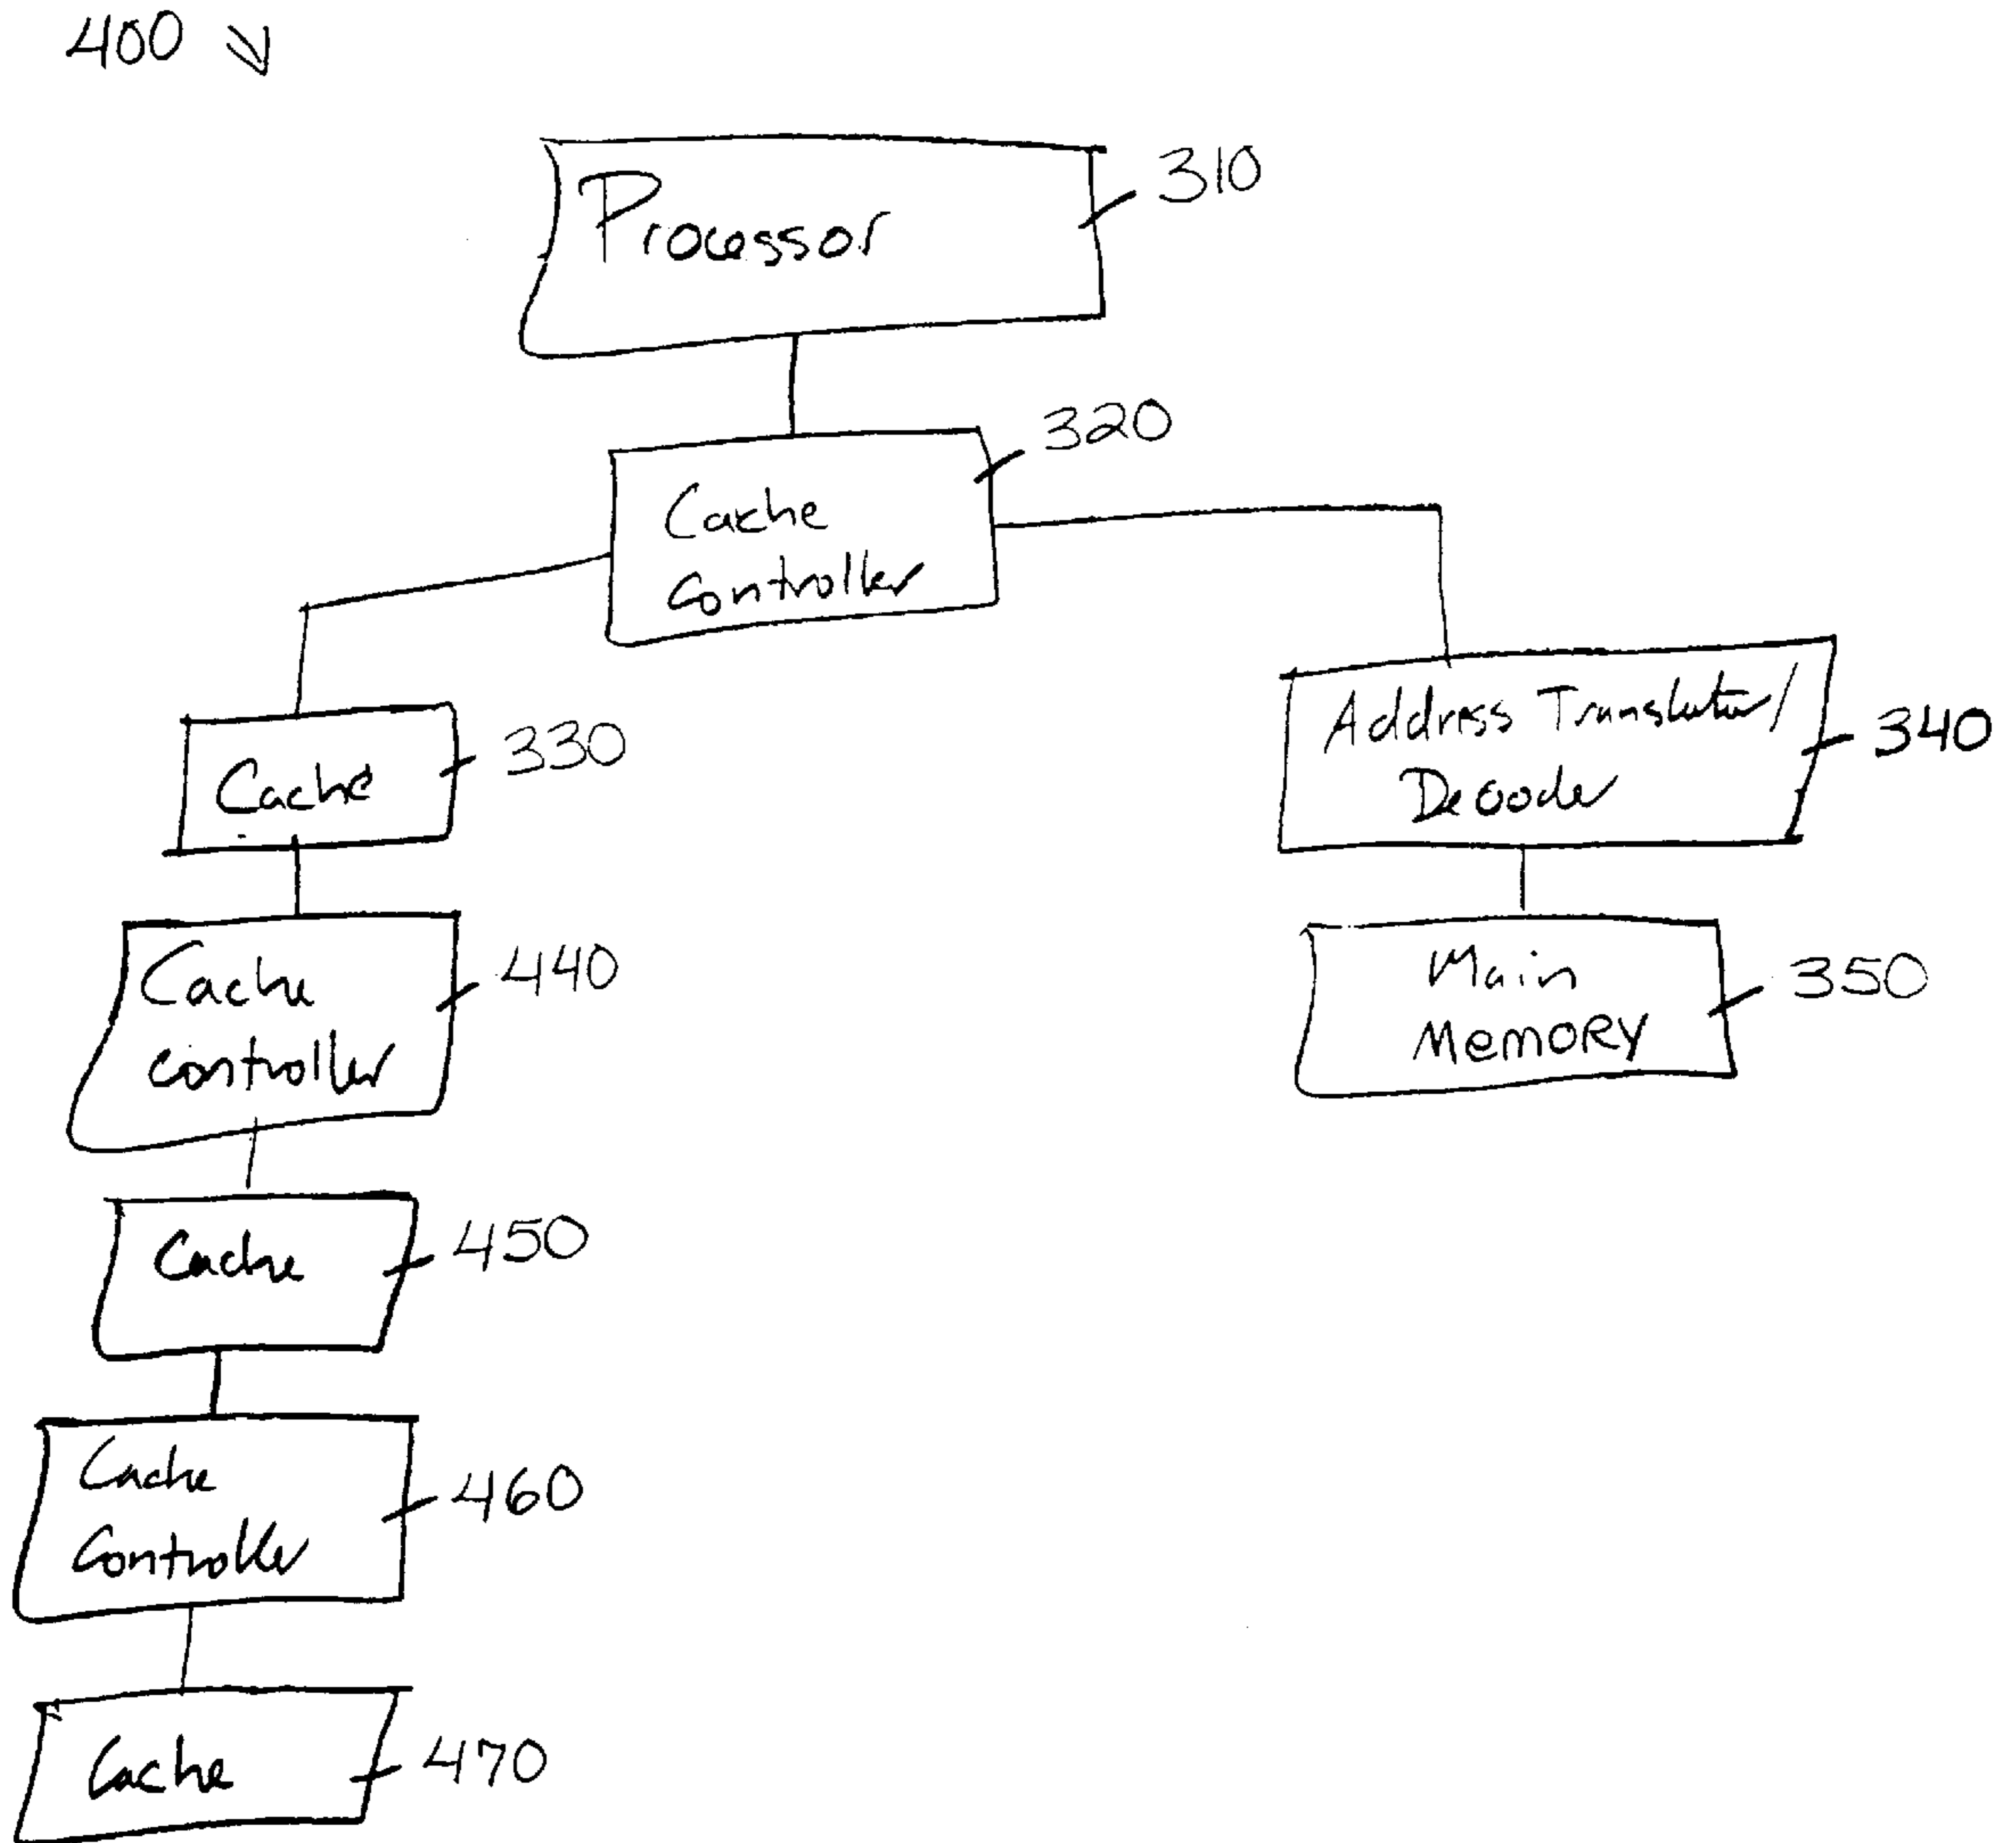 400
Processor
310
320
Cache
Controller
Cache
330
Address Translator/
Decoder
340
Cache
controller
440
Main
Memory
350
Cache
450
Cache
Controller
460
Cache
470